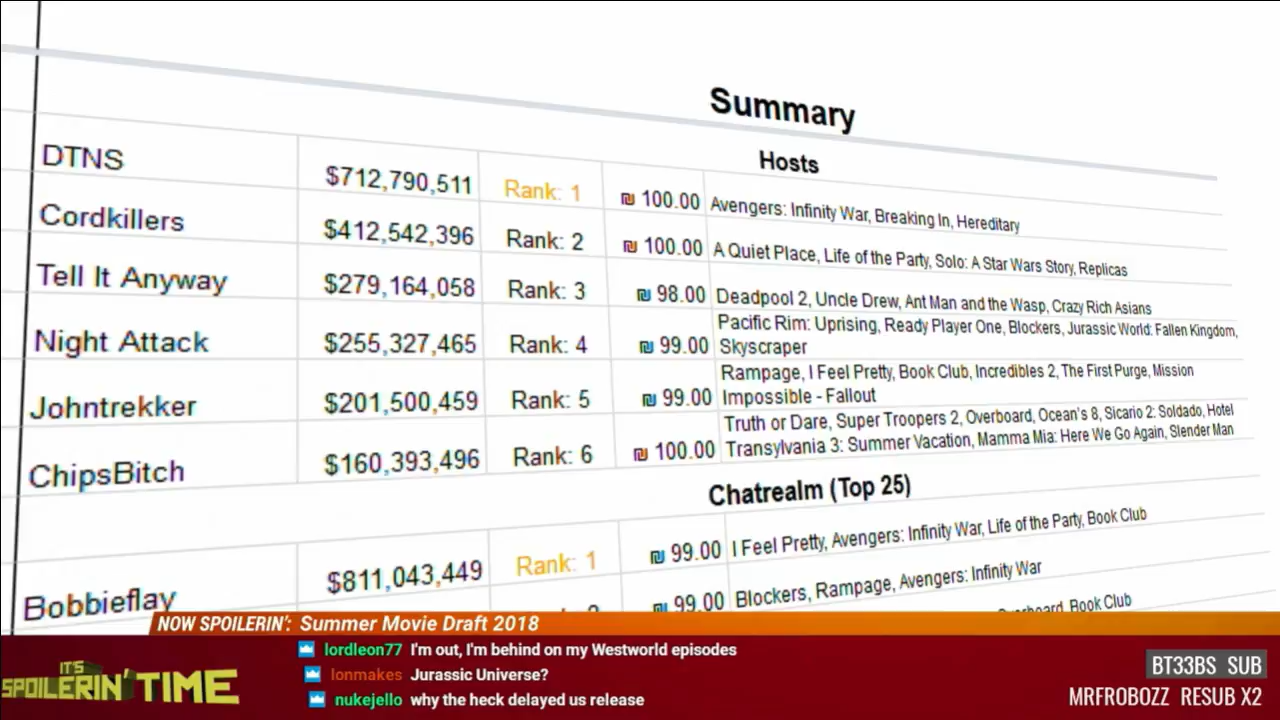 Summary
Hosts
DTNS $712,790,511 Rank: 1 ₪ 100.00 Avengers: Infinity War, Breaking In, Hereditary
Cordkillers $412,542,396 Rank: 2 ₪ 100.00 A Quiet Place, Life of the Party, Solo: A Star Wars Story, Replicas
Tell It Anyway $279,164,058 Rank: 3 ₪ 98.00 Deadpool 2, Uncle Drew, Ant Man and the Wasp, Crazy Rich Asians
Night Attack $255,327,465 Rank: 4 ₪ 99.00 Pacific Rim: Uprising, Ready Player One, Blockers, Jurassic World: Fallen Kingdom,
Skyscraper
Johntrekker $201,500,459 Rank: 5 ₪ 99.00 Rampage, I Feel Pretty, Book Club, Incredibles 2, The First Purge, Mission
Impossible - Fallout
ChipsBitch $160,393,496 Rank: 6 ₪ 100.00 Truth or Dare, Super Troopers 2, Overboard, Ocean's 8, Sicario 2: Soldado, Hotel
Transylvania 3: Summer Vacation, Mamma Mia: Here We Go Again, Slender Man
Chatrealm (Top 25)
Bobbieflay $811,043,449 Rank: 1 ₪ 99.00 I Feel Pretty, Avengers: Infinity War, Life of the Party, Book Club
₪ 99.00 Blockers, Rampage, Avengers: Infinity War
Book Club
NOW SPOILERIN': Summer Movie Draft 2018
IT'S
SPOILERIN' TIME
lordleon77 I'm out, I'm behind on my Westworld episodes
lonmakes Jurassic Universe?
nukejello why the heck delayed us release
BT33BS SUB
MRFROBOZZ RESUB X2